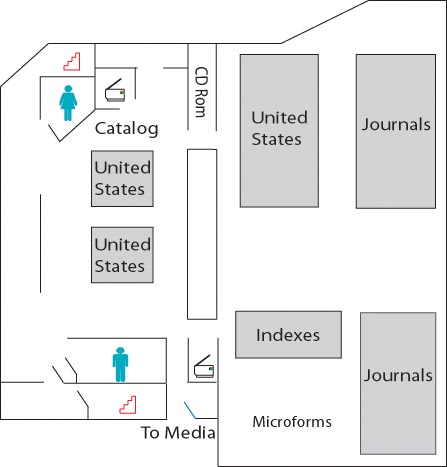 CD Rom
Catalog
United
States
Journals
United
States
United
States
Indexes
Journals
Microforms
To Media